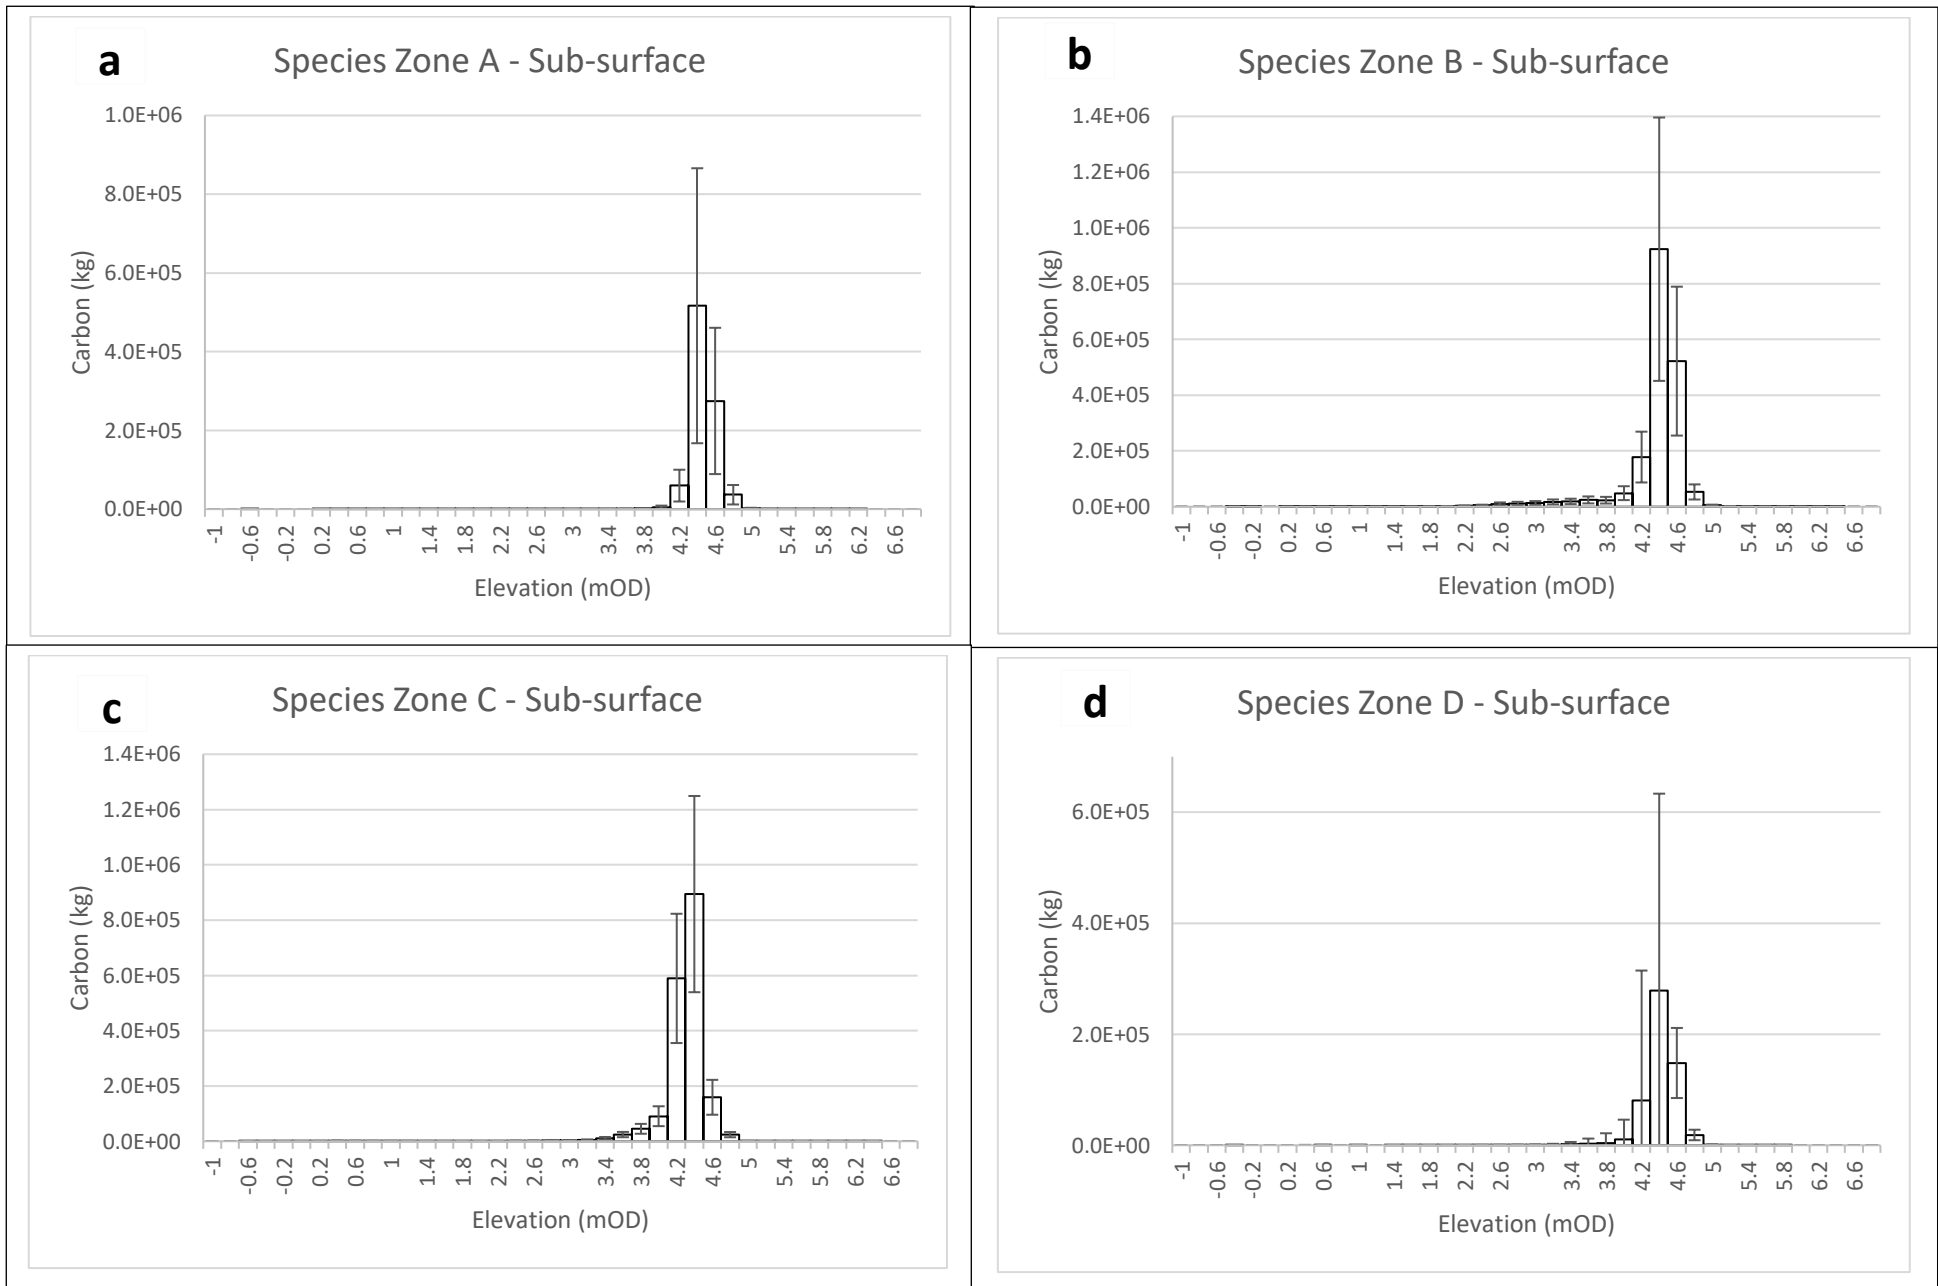 a
Species Zone A - Sub-surface
1.0E+06
8.0E+05
6.0E+05
4.0E+05
2.0E+05
0.0E+00
Carbon (kg)
-1 -0.6 -0.2 0.2 0.6 1 1.4 1.8 2.2 2.6 3 3.4 3.8 4.2 4.6 5 5.4 5.8 6.2 6.6
Elevation (mOD)
b
Species Zone B - Sub-surface
1.4E+06
1.2E+06
1.0E+06
8.0E+05
6.0E+05
4.0E+05
2.0E+05
0.0E+00
Carbon (kg)
-1 -0.6 -0.2 0.2 0.6 1 1.4 1.8 2.2 2.6 3 3.4 3.8 4.2 4.6 5 5.4 5.8 6.2 6.6
Elevation (mOD)
c
Species Zone C - Sub-surface
1.4E+06
1.2E+06
1.0E+06
8.0E+05
6.0E+05
4.0E+05
2.0E+05
0.0E+00
Carbon (kg)
-1 -0.6 -0.2 0.2 0.6 1 1.4 1.8 2.2 2.6 3 3.4 3.8 4.2 4.6 5 5.4 5.8 6.2 6.6
Elevation (mOD)
d
Species Zone D - Sub-surface
6.0E+05
4.0E+05
2.0E+05
0.0E+00
Carbon (kg)
-1 -0.6 -0.2 0.2 0.6 1 1.4 1.8 2.2 2.6 3 3.4 3.8 4.2 4.6 5 5.4 5.8 6.2 6.6
Elevation (mOD)